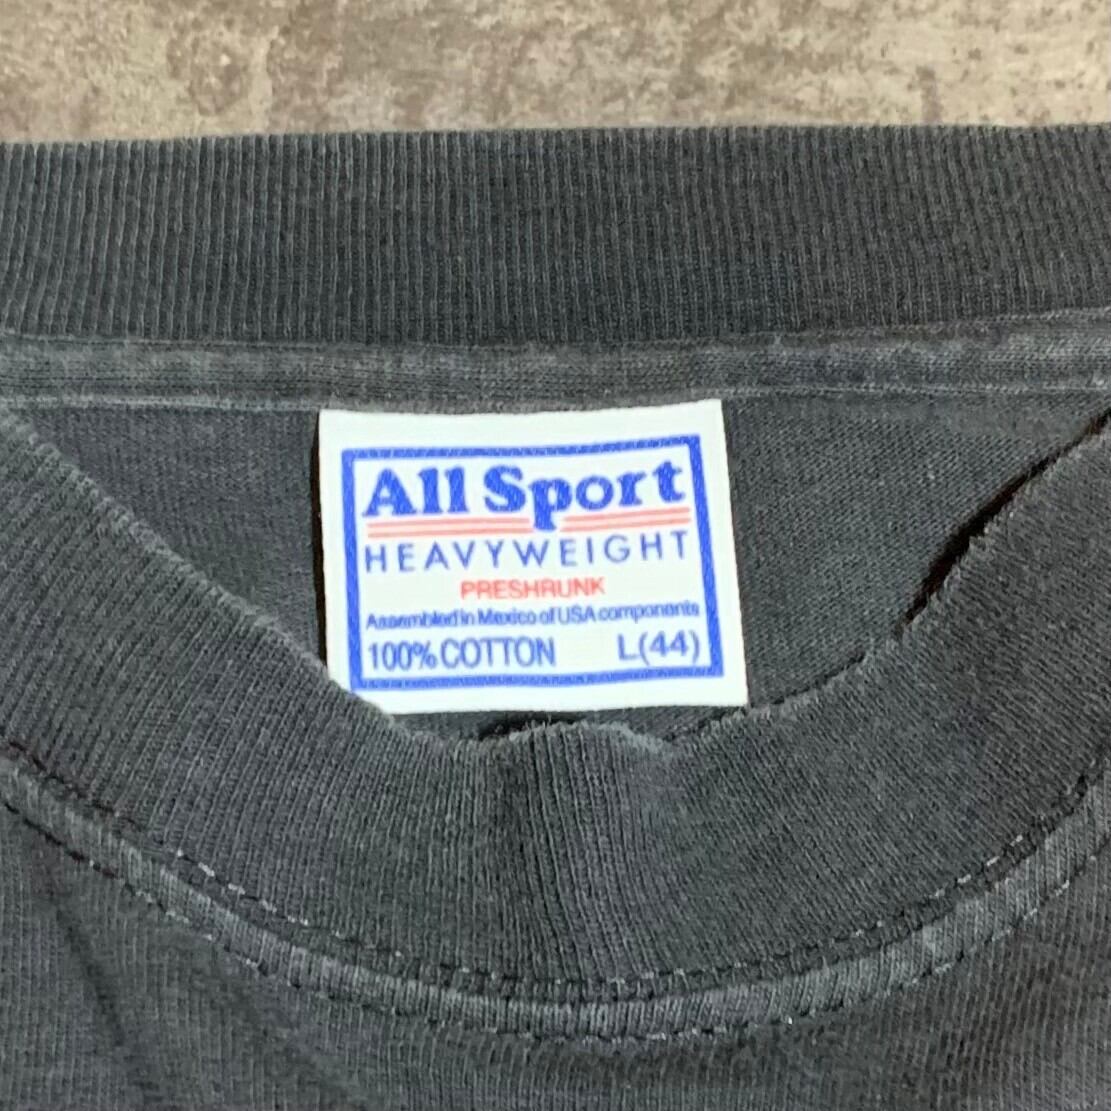 All Sport
HEAVYWEIGHT
PRESHRUNK
Assembled in Mexico of USA components
100% COTTON L(44)